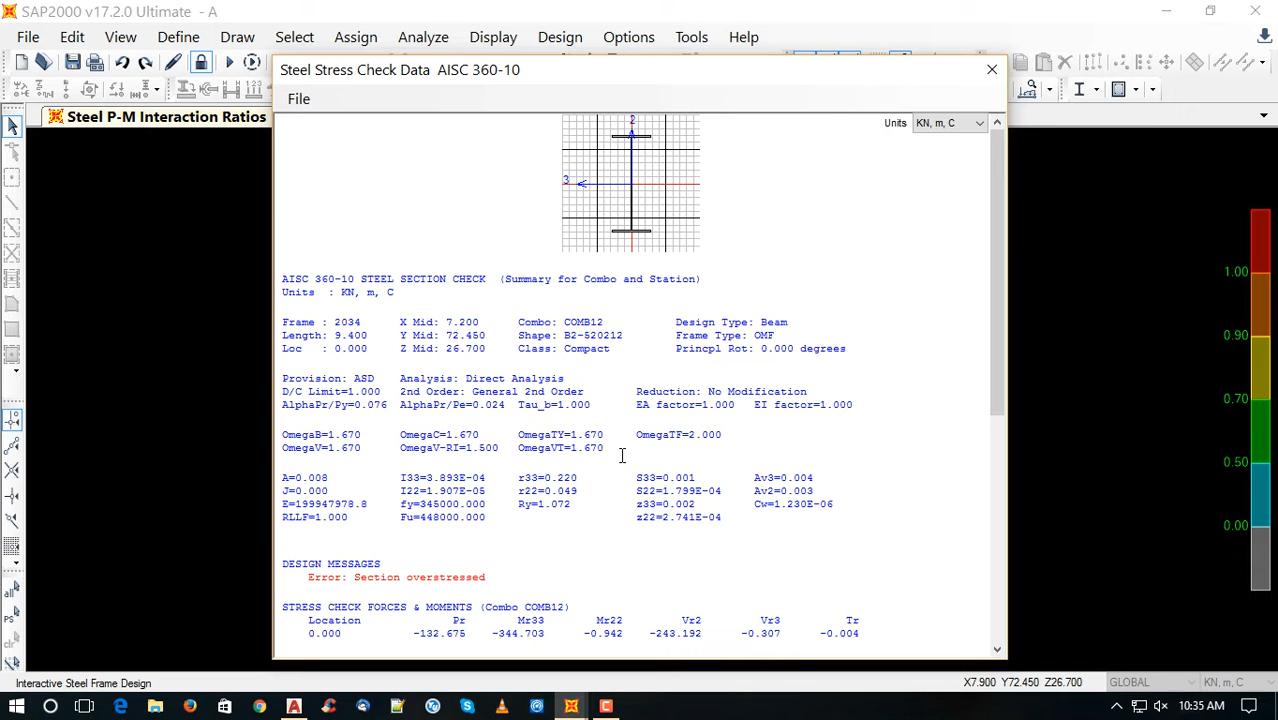 SAP2000 v17.2.0 Ultimate - A
File Edit View Define Draw Select Assign Analyze Display Design Options Tools Help
Steel Stress Check Data AISC 360-10
File
Steel P-M Interaction Ratios
Units KN, m, C
2
3
AISC 360-10 STEEL SECTION CHECK (Summary for Combo and Station)
Units : KN, m, C
Frame : 2034 X Mid: 7.200 Combo: COMB12 Design Type: Beam
Length: 9.400 Y Mid: 72.450 Shape: B2-520212 Frame Type: OMF
Loc : 0.000 Z Mid: 26.700 Class: Compact Princpl Rot: 0.000 degrees
Provision: ASD Analysis: Direct Analysis
D/C Limit=1.000 2nd Order: General 2nd Order Reduction: No Modification
AlphaPr/Py=0.076 AlphaPr/Pe=0.024 Tau_b=1.000 EA factor=1.000 EI factor=1.000
OmegaB=1.670 OmegaC=1.670 OmegaTY=1.670 OmegaTF=2.000
OmegaV=1.670 OmegaV-RI=1.500 OmegaVT=1.670
A=0.008 I33=3.893E-04 r33=0.220 S33=0.001 Av3=0.004
J=0.000 I22=1.907E-05 r22=0.049 S22=1.799E-04 Av2=0.003
E=199947978.8 fy=345000.000 Ry=1.072 z33=0.002 Cw=1.230E-06
RLLF=1.000 Fu=448000.000 z22=2.741E-04
DESIGN MESSAGES
Error: Section overstressed
STRESS CHECK FORCES & MOMENTS (Combo COMB12)
Location Pr Mr33 Mr22 Vr2 Vr3 Tr
0.000 -132.675 -344.703 -0.942 -243.192 -0.307 -0.004
1.00
0.90
0.70
0.50
0.00
all
PS
clr
Interactive Steel Frame Design X7.900 Y72.450 Z26.700 GLOBAL KN, m, C
10:35 AM